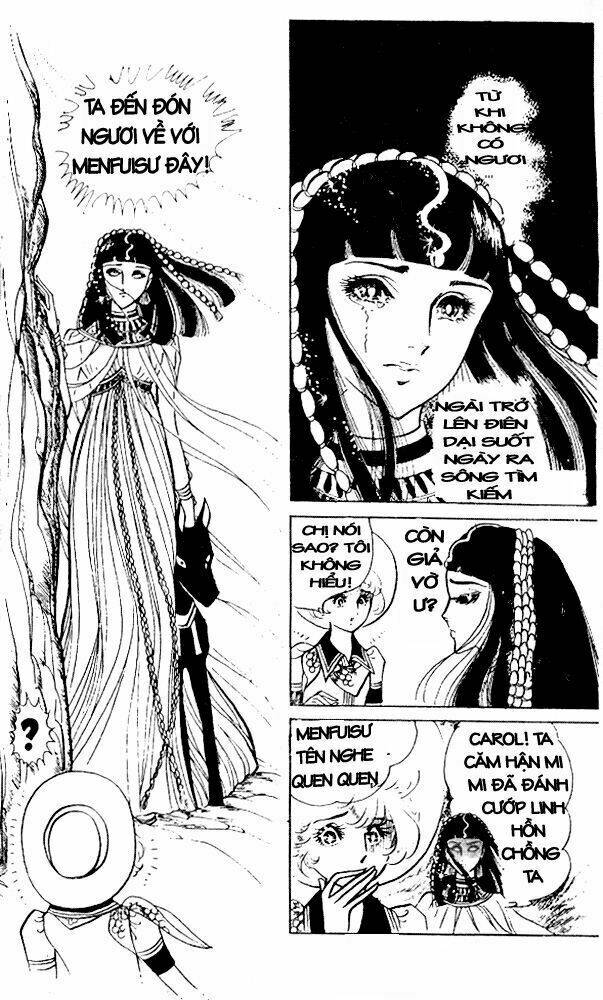 TA ĐẾN ĐÓN
NGƯƠI VỀ VỚI
MENFUISƯ ĐÂY!
?
TỪ
KHI
KHÔNG
CÓ
NGƯƠI
...
NGÀI TRỞ
LÊN ĐIÊN
DẠI SUỐT
NGÀY RA
SÔNG TÌM
KIẾM
CHỊ NÓI
SAO? TÔI
KHÔNG
HIỂU!
CÒN
GIẢ
VỜ
Ư?
MENFUISƯ
TÊN NGHE
QUEN QUEN
CAROL! TA
CĂM HẬN MI
MI ĐÃ ĐÁNH
CƯỚP LINH
HỒN
CHỒNG
TA